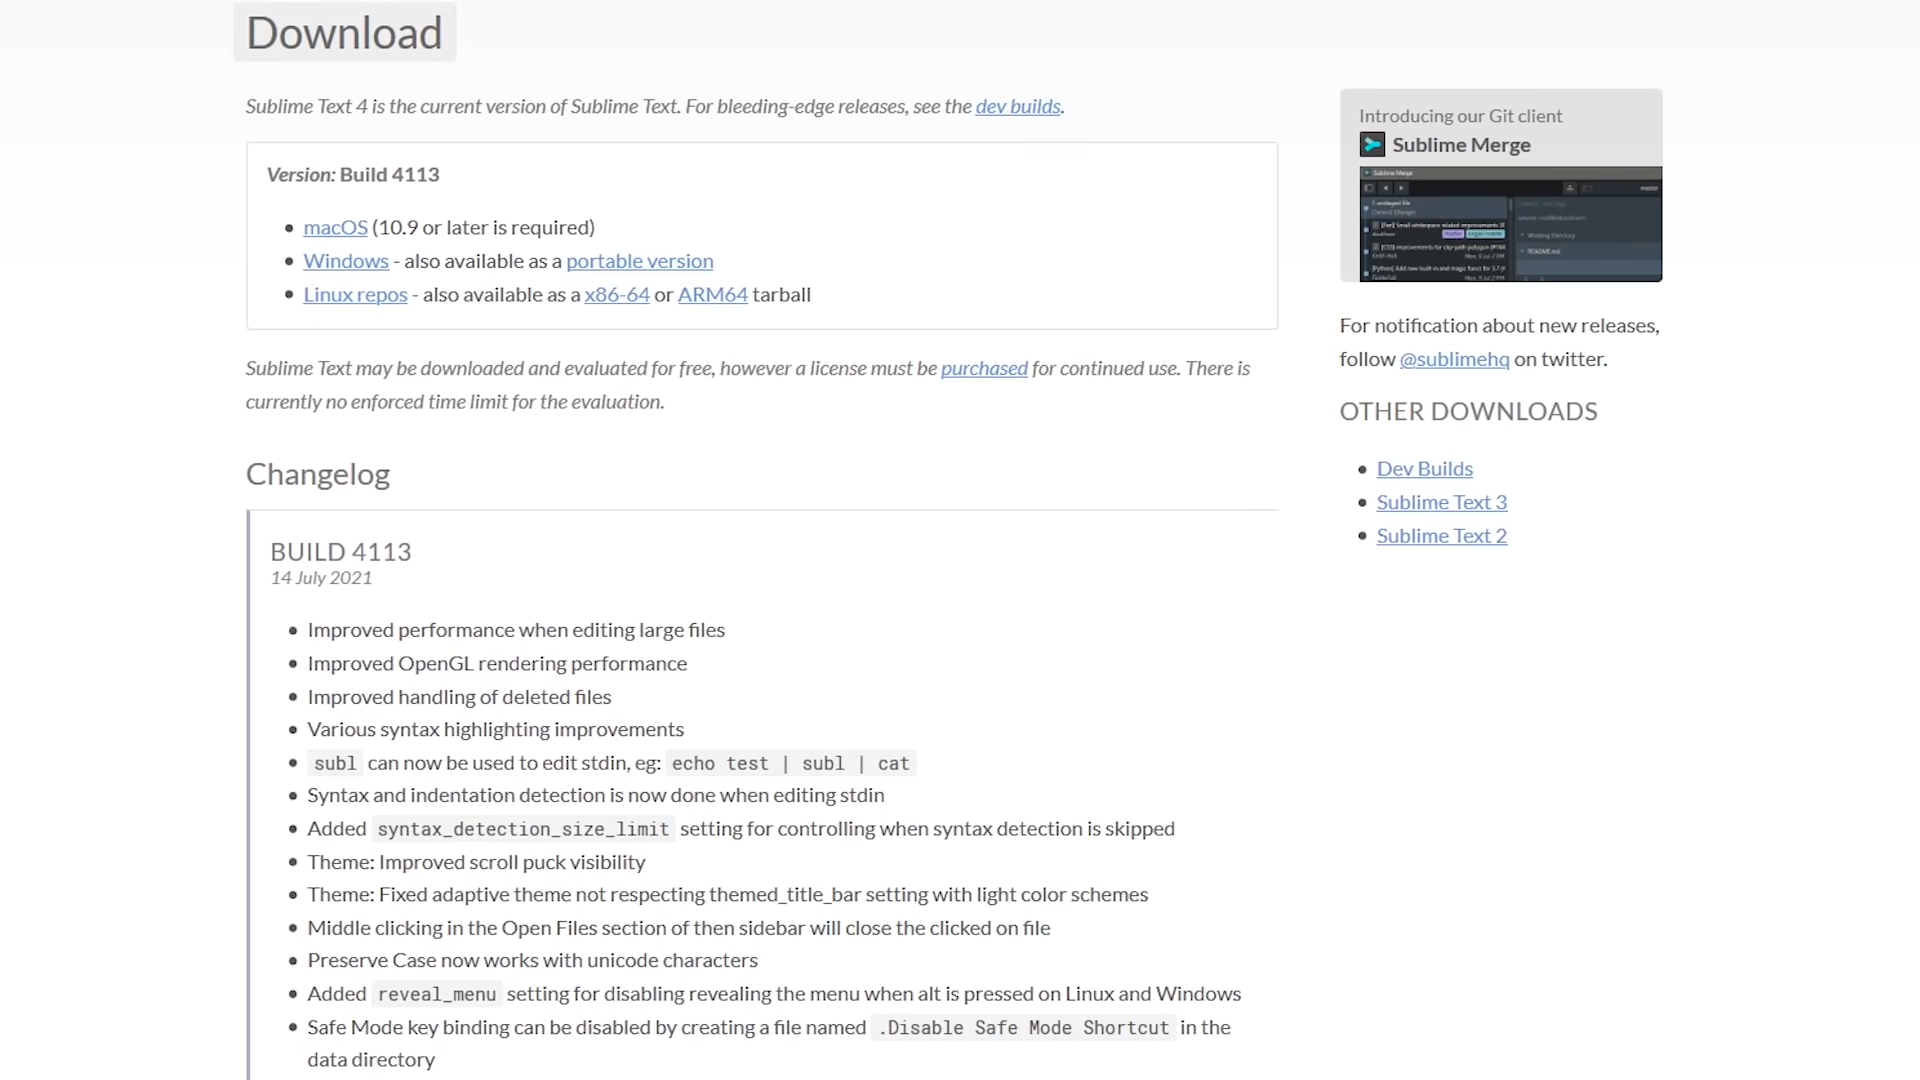 Download
Sublime Text 4 is the current version of Sublime Text. For bleeding-edge releases, see the dev builds.
Version: Build 4113
macOS (10.9 or later is required)
Windows - also available as a portable version
Linux repos - also available as a x86-64 or ARM64 tarball
Sublime Text may be downloaded and evaluated for free, however a license must be purchased for continued use. There is
currently no enforced time limit for the evaluation.
Changelog
BUILD 4113
14 July 2021
Improved performance when editing large files
Improved OpenGL rendering performance
Improved handling of deleted files
Various syntax highlighting improvements
subl can now be used to edit stdin, eg: echo test | subl | cat
Syntax and indentation detection is now done when editing stdin
Added syntax_detection_size_limit setting for controlling when syntax detection is skipped
Theme: Improved scroll puck visibility
Theme: Fixed adaptive theme not respecting themed_title_bar setting with light color schemes
Middle clicking in the Open Files section of then sidebar will close the clicked on file
Preserve Case now works with unicode characters
Added reveal_menu setting for disabling revealing the menu when alt is pressed on Linux and Windows
Safe Mode key binding can be disabled by creating a file named .Disable Safe Mode Shortcut in the
data directory
Introducing our Git client
Sublime Merge
Sublime Merge
master
1 unstaged file
Working Directory
README.md
For notification about new releases,
follow @sublimehq on twitter.
OTHER DOWNLOADS
Dev Builds
Sublime Text 3
Sublime Text 2